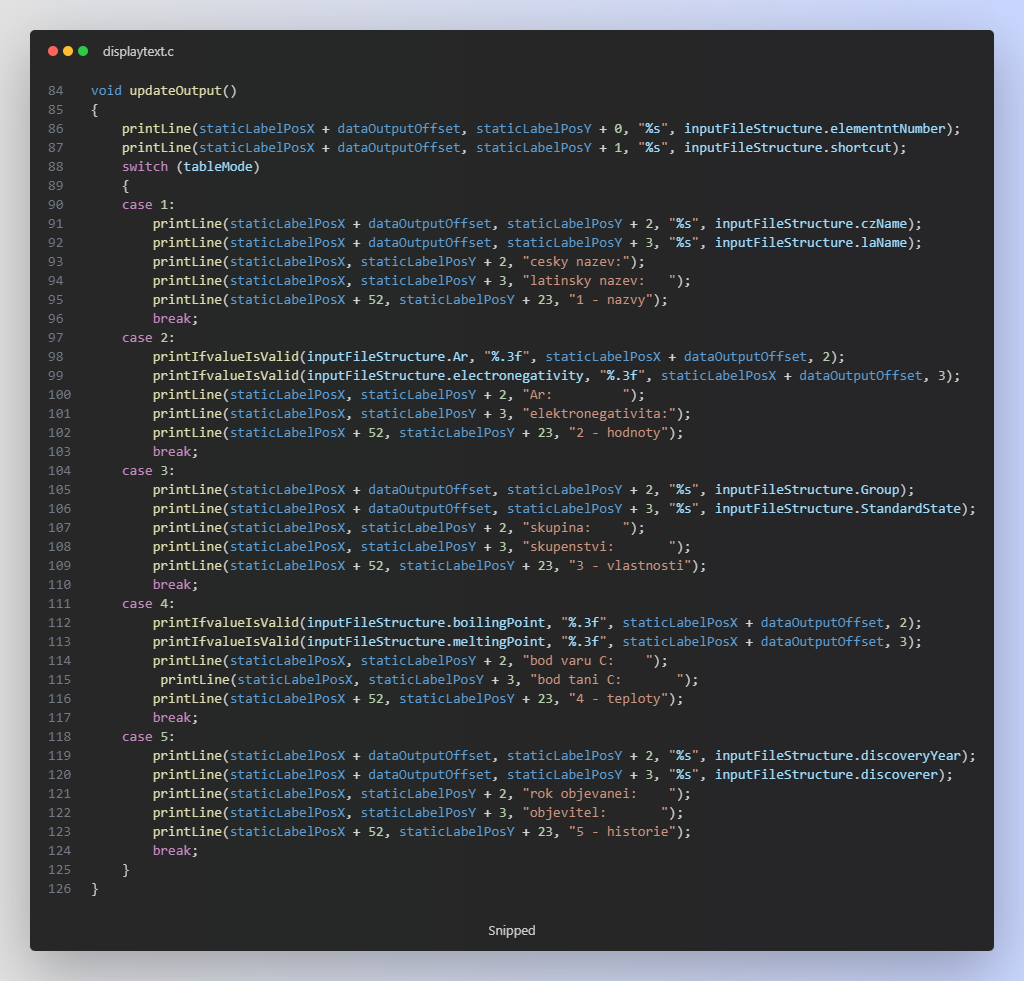 displaytext.c
84 void updateOutput()
85 {
86     printLine(staticLabelPosX + dataOutputOffset, staticLabelPosY + 0, "%s", inputFileStructure.elementntNumber);
87     printLine(staticLabelPosX + dataOutputOffset, staticLabelPosY + 1, "%s", inputFileStructure.shortcut);
88     switch (tableMode)
89     {
90     case 1:
91         printLine(staticLabelPosX + dataOutputOffset, staticLabelPosY + 2, "%s", inputFileStructure.czName);
92         printLine(staticLabelPosX + dataOutputOffset, staticLabelPosY + 3, "%s", inputFileStructure.laName);
93         printLine(staticLabelPosX, staticLabelPosY + 2, "cesky nazev:");
94         printLine(staticLabelPosX, staticLabelPosY + 3, "latinsky nazev:   ");
95         printLine(staticLabelPosX + 52, staticLabelPosY + 23, "1 - nazvy");
96         break;
97     case 2:
98         printIfvalueIsValid(inputFileStructure.Ar, "%.3f", staticLabelPosX + dataOutputOffset, 2);
99         printIfvalueIsValid(inputFileStructure.electronegativity, "%.3f", staticLabelPosX + dataOutputOffset, 3);
100         printLine(staticLabelPosX, staticLabelPosY + 2, "Ar:         ");
101         printLine(staticLabelPosX, staticLabelPosY + 3, "elektronegativita:");
102         printLine(staticLabelPosX + 52, staticLabelPosY + 23, "2 - hodnoty");
103         break;
104     case 3:
105         printLine(staticLabelPosX + dataOutputOffset, staticLabelPosY + 2, "%s", inputFileStructure.Group);
106         printLine(staticLabelPosX + dataOutputOffset, staticLabelPosY + 3, "%s", inputFileStructure.StandardState);
107         printLine(staticLabelPosX, staticLabelPosY + 2, "skupina:    ");
108         printLine(staticLabelPosX, staticLabelPosY + 3, "skupenstvi:       ");
109         printLine(staticLabelPosX + 52, staticLabelPosY + 23, "3 - vlastnosti");
110         break;
111     case 4:
112         printIfvalueIsValid(inputFileStructure.boilingPoint, "%.3f", staticLabelPosX + dataOutputOffset, 2);
113         printIfvalueIsValid(inputFileStructure.meltingPoint, "%.3f", staticLabelPosX + dataOutputOffset, 3);
114         printLine(staticLabelPosX, staticLabelPosY + 2, "bod varu C:    ");
115          printLine(staticLabelPosX, staticLabelPosY + 3, "bod tani C:       ");
116         printLine(staticLabelPosX + 52, staticLabelPosY + 23, "4 - teploty");
117         break;
118     case 5:
119         printLine(staticLabelPosX + dataOutputOffset, staticLabelPosY + 2, "%s", inputFileStructure.discoveryYear);
120         printLine(staticLabelPosX + dataOutputOffset, staticLabelPosY + 3, "%s", inputFileStructure.discoverer);
121         printLine(staticLabelPosX, staticLabelPosY + 2, "rok objevanei:    ");
122         printLine(staticLabelPosX, staticLabelPosY + 3, "objevitel:       ");
123         printLine(staticLabelPosX + 52, staticLabelPosY + 23, "5 - historie");
124         break;
125     }
126 }
Snipped